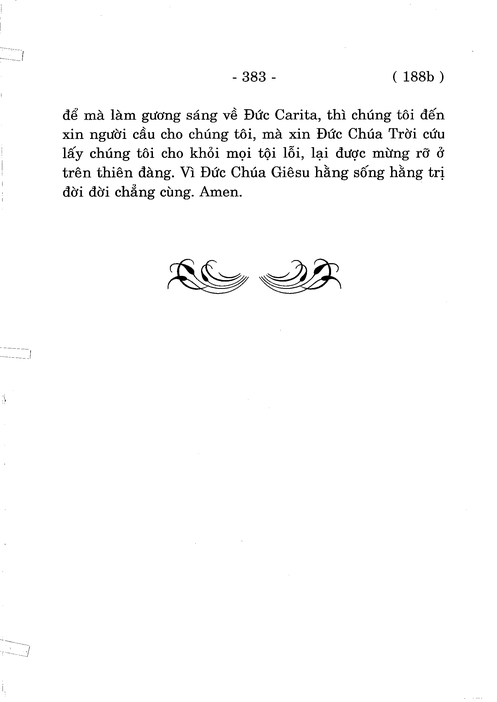 - 383 - ( 188b )
để mà làm gương sáng về Đức Carita, thì chúng tôi đến
xin người cầu cho chúng tôi, mà xin Đức Chúa Trời cứu
lấy chúng tôi cho khỏi mọi tội lỗi, lại được mừng rỡ ở
trên thiên đàng. Vì Đức Chúa Giêsu hằng sống hằng trị
đời đời chẳng cùng. Amen.